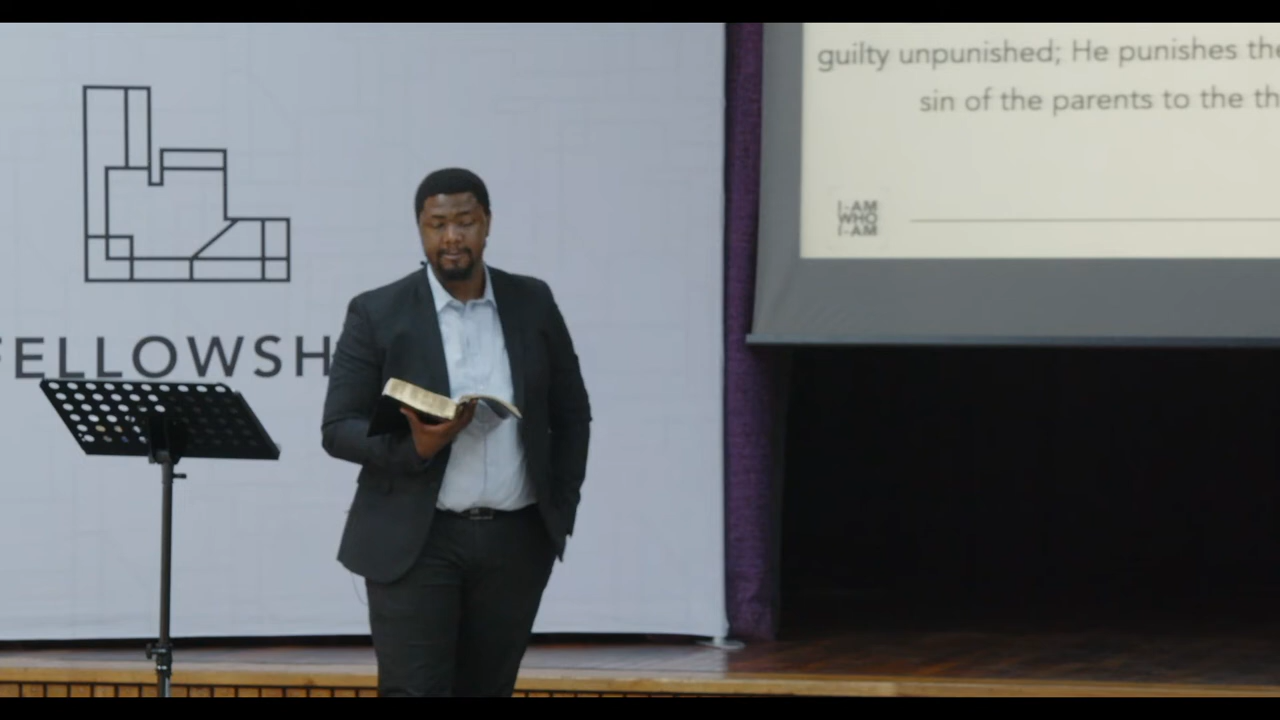 FELLOWSH
guilty unpunished; He punishes the
sin of the parents to the th
I-AM
WHO
I-AM